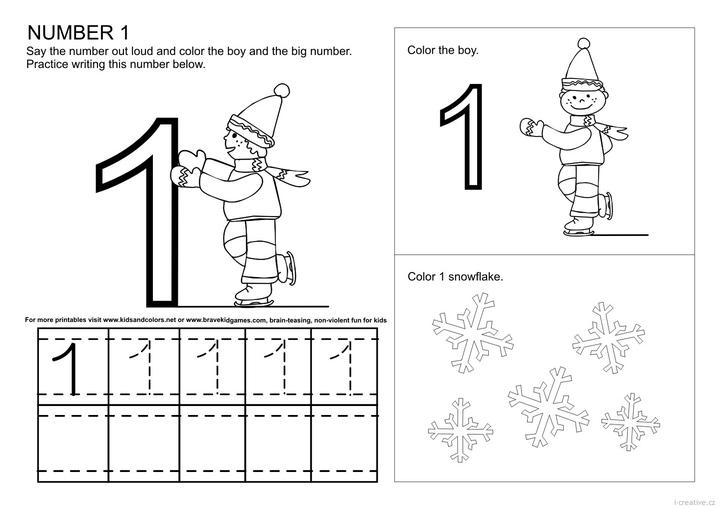 NUMBER 1
Say the number out loud and color the boy and the big number.
Practice writing this number below.
1
For more printables visit www.kidsandcolors.net or www.bravekidgames.com, brain-teasing, non-violent fun for kids
1 1 1 1 1
Color the boy.
1
Color 1 snowflake.
i-creative.cz